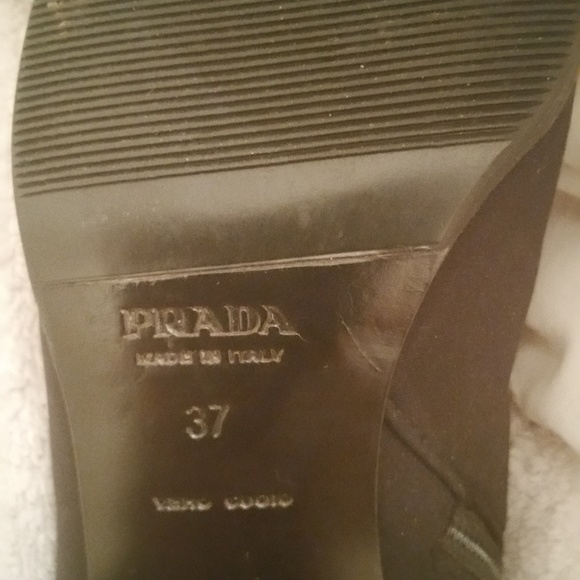 PRADA
MADE IN ITALY
37
VERO CUOIO